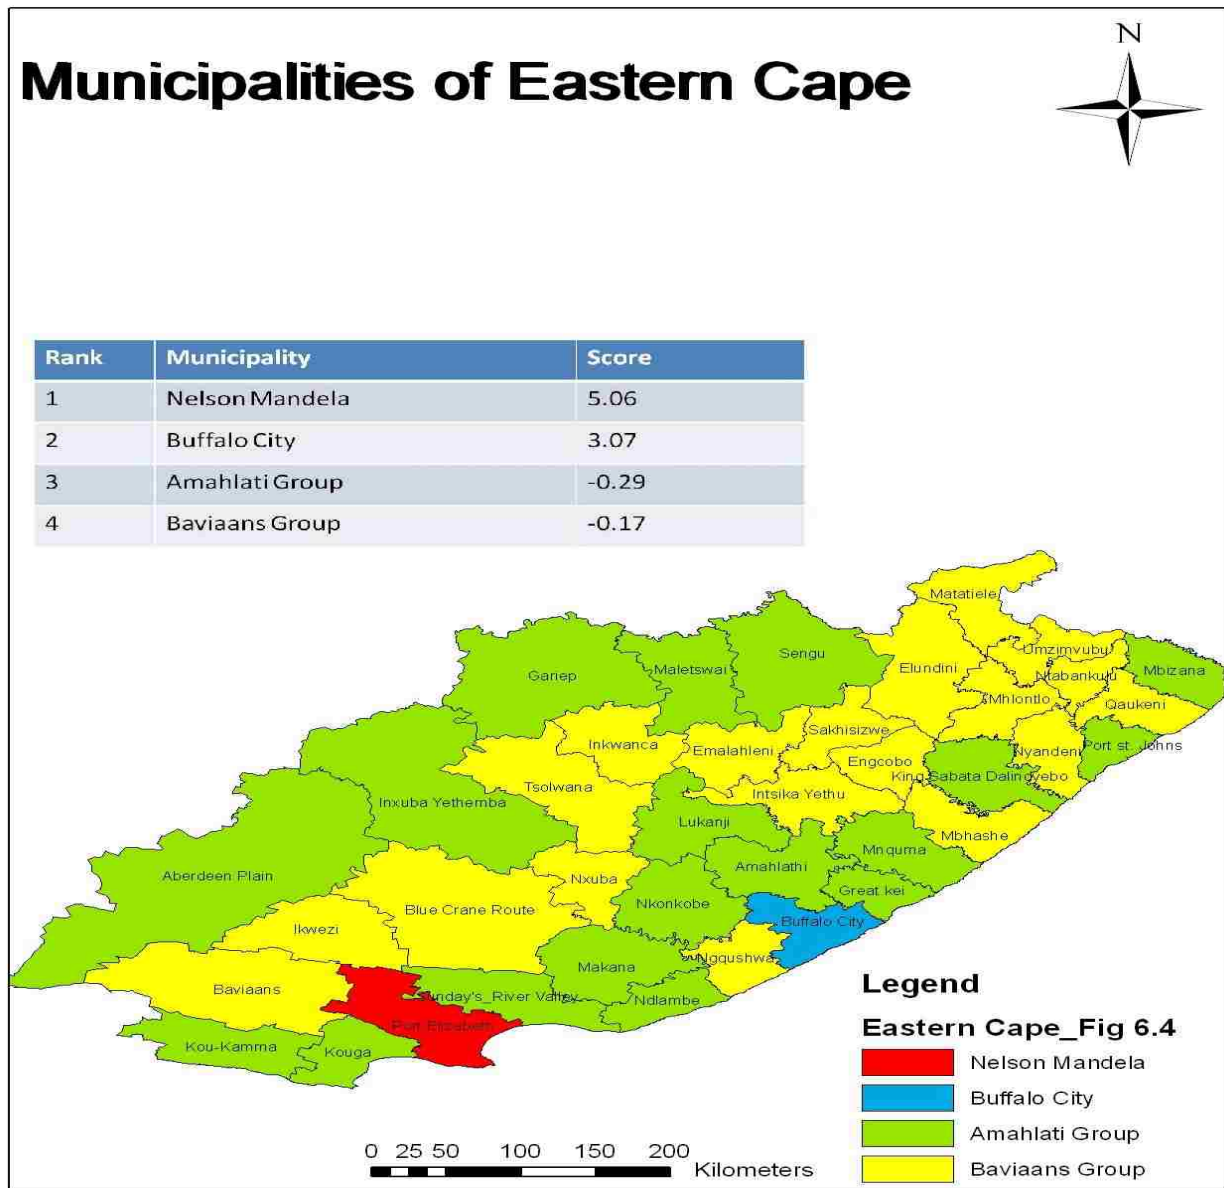 N
Municipalities of Eastern Cape
Rank Municipality Score
1 Nelson Mandela 5.06
2 Buffalo City 3.07
3 Amahlati Group -0.29
4 Baviaans Group -0.17
Matatiele
Umzimvubu
Sengu
Elundini
Maletswai
Gariep
Ntabankulu
Mbizana
Mhlontlo
Qaukeni
Sakhisizwe
Inkwanca
Emalahleni
Nyandeni
Port st. Johns
Engcobo
King Sabata Dalindyebo
Tsolwana
Intsika Yethu
Inxuba Yethemba
Lukanji
Mbhashe
Mnquma
Amahlathi
Aberdeen Plain
Nxuba
Great kei
Nkonkobe
Blue Crane Route
Buffalo City
Ikwezi
Ngqushwa
Makana
Baviaans
Sunday's_River Valley
Ndlambe
Port Elizabeth
Kou-Kamma
Kouga
Legend
Eastern Cape_Fig 6.4
Nelson Mandela
Buffalo City
Amahlati Group
Baviaans Group
0 25 50 100 150 200
Kilometers